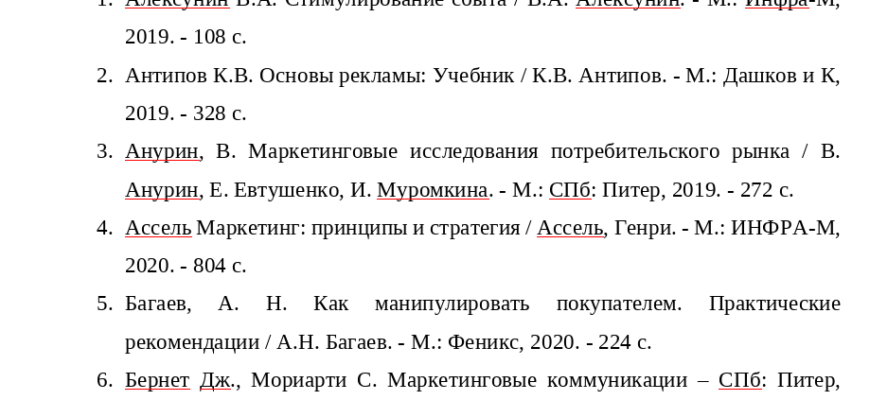 1. Алексунин В.А. Стимулирование сбыта / В.А. Алексунин. - М.: Инфра-М,
2019. - 108 с.
2. Антипов К.В. Основы рекламы: Учебник / К.В. Антипов. - М.: Дашков и К,
2019. - 328 с.
3. Анурин, В. Маркетинговые исследования потребительского рынка / В.
Анурин, Е. Евтушенко, И. Муромкина. - М.: СПб: Питер, 2019. - 272 с.
4. Ассель Маркетинг: принципы и стратегия / Ассель, Генри. - М.: ИНФРА-М,
2020. - 804 с.
5. Багаев, А. Н. Как манипулировать покупателем. Практические
рекомендации / А.Н. Багаев. - М.: Феникс, 2020. - 224 с.
6. Бернет Дж., Мориарти С. Маркетинговые коммуникации – СПб: Питер,